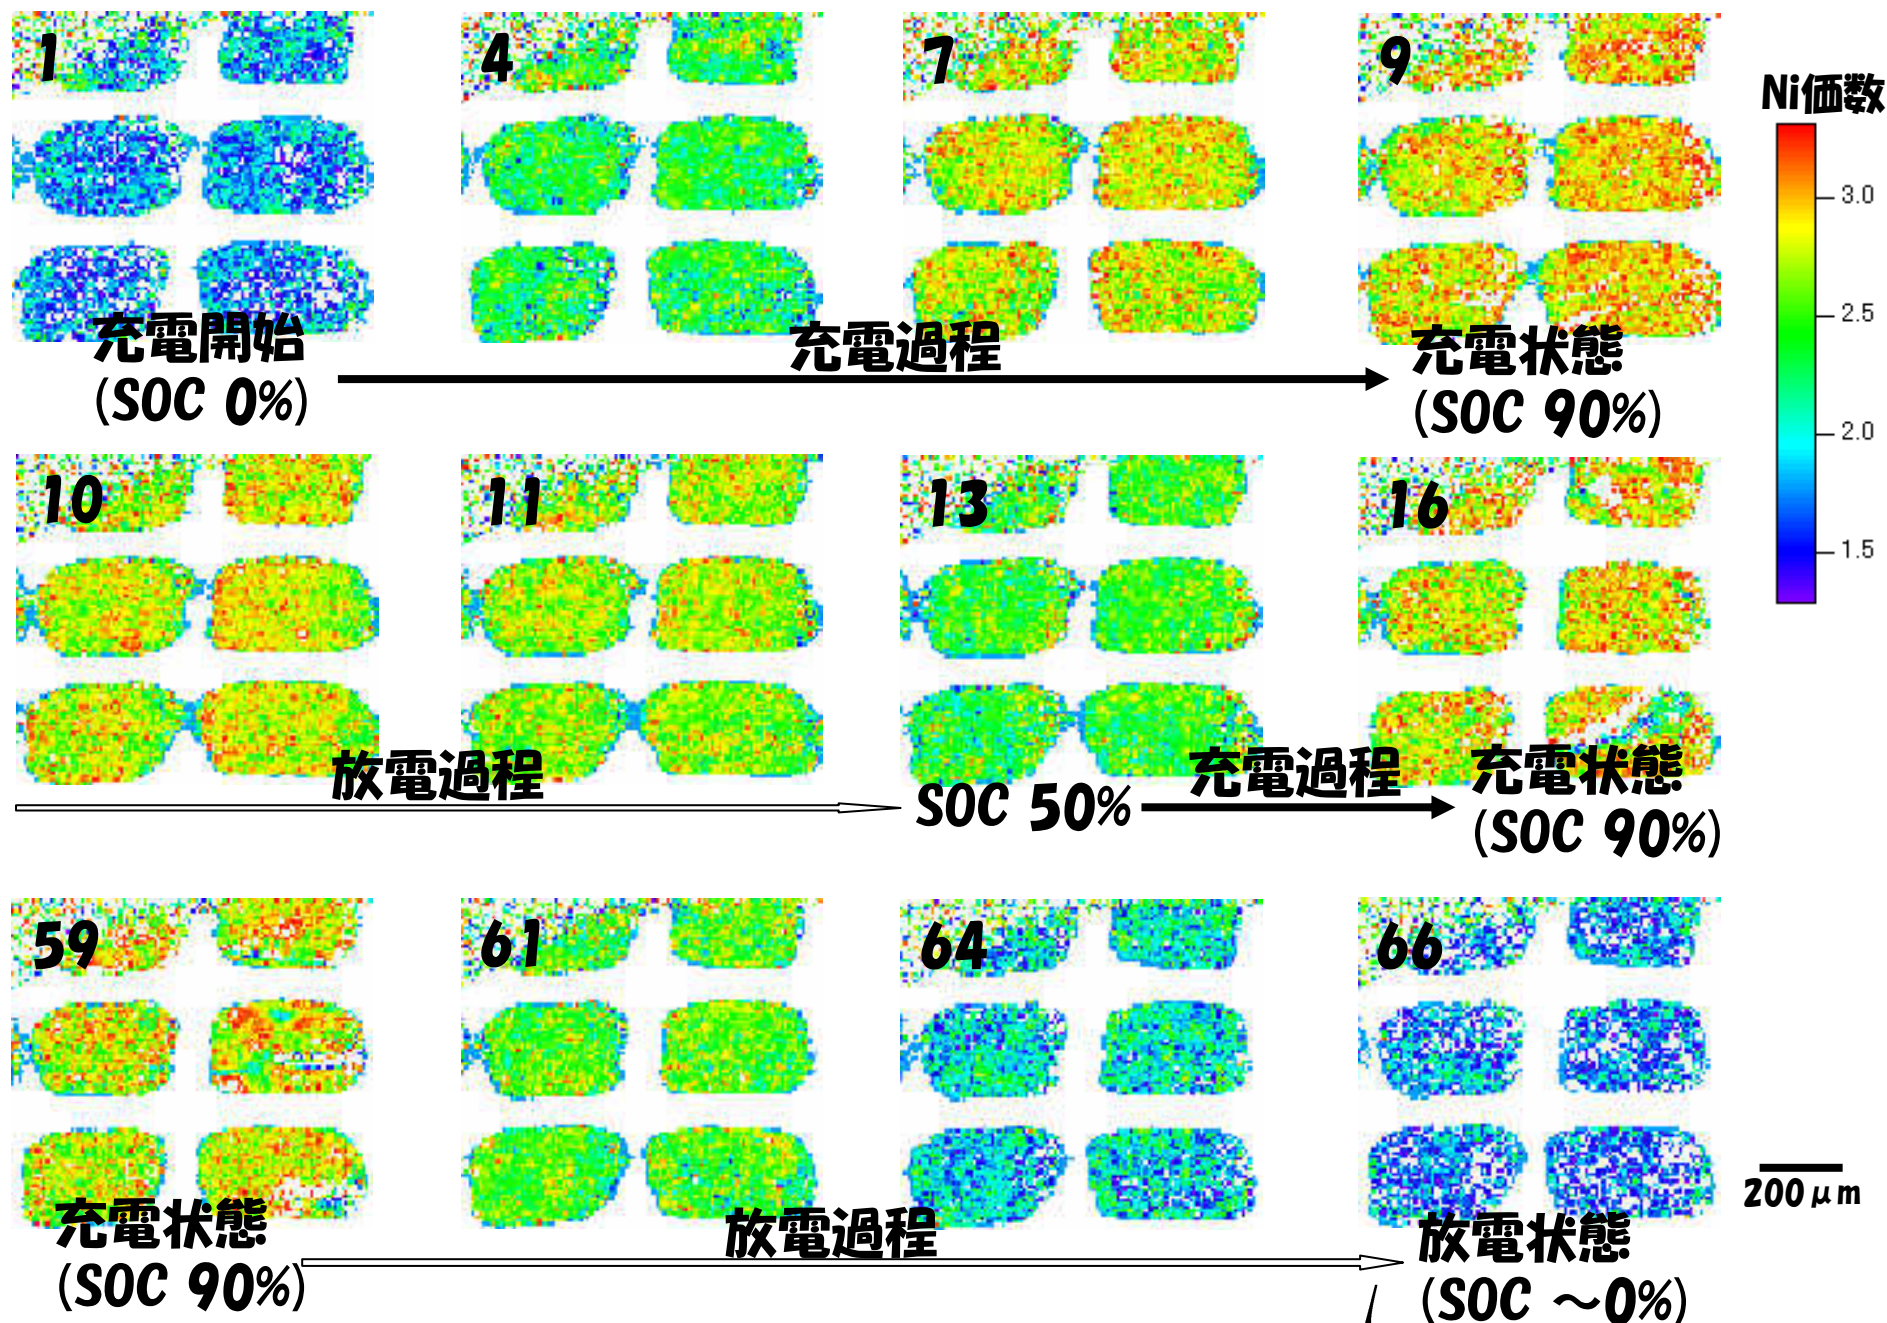 1
4
7
9
Ni価数
3.0
2.5
2.0
1.5
充電開始
(SOC 0%)
充電過程
充電状態
(SOC 90%)
10
11
13
16
放電過程
SOC 50%
充電過程
充電状態
(SOC 90%)
59
61
64
66
200μm
充電状態
(SOC 90%)
放電過程
放電状態
(SOC ～0%)